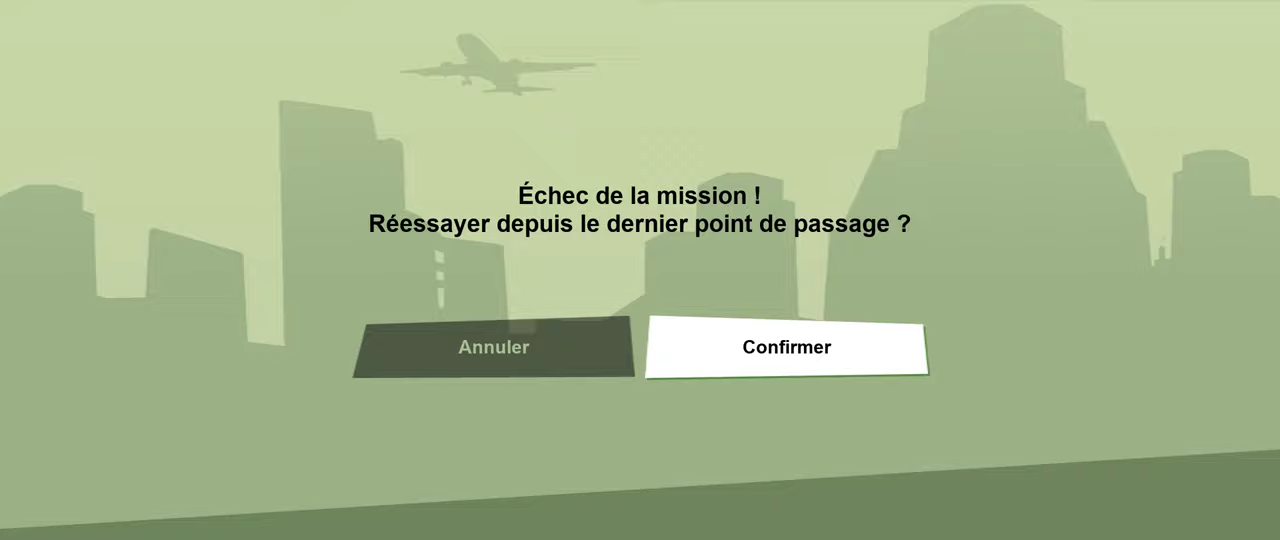 Échec de la mission !
Réessayer depuis le dernier point de passage ?
Annuler
Confirmer